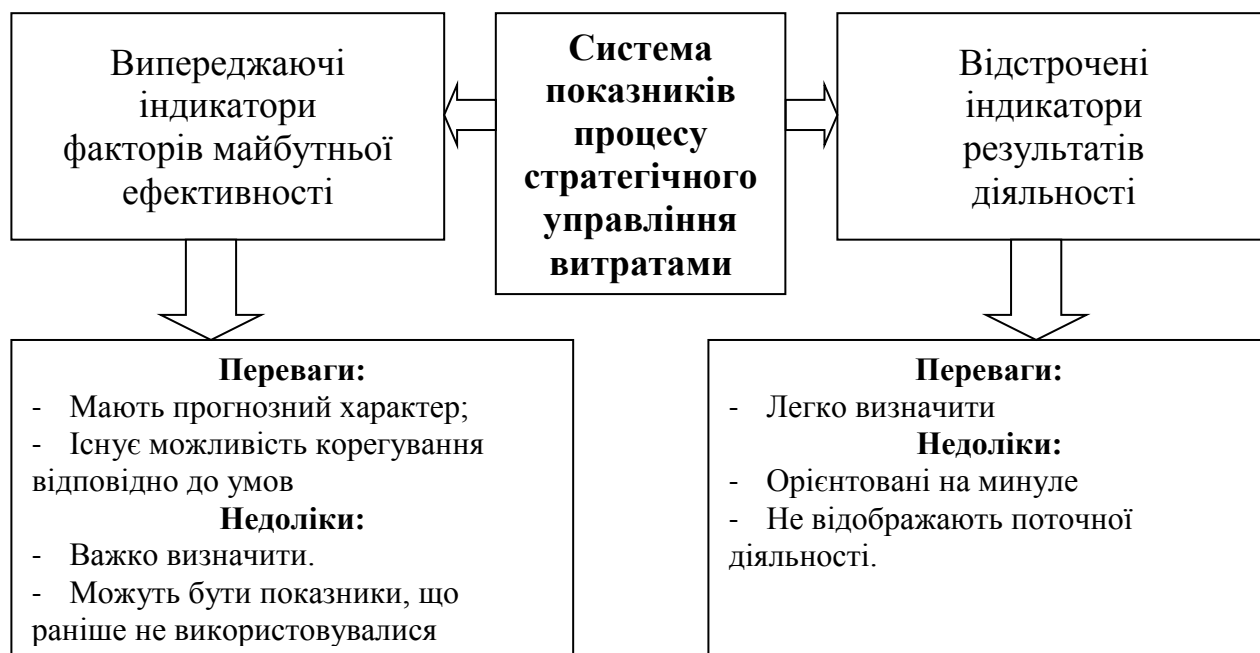 Випереджаючі
індикатори
факторів майбутньої
ефективності
Система
показників
процесу
стратегічного
управління
витратами
Відстрочені
індикатори
результатів
діяльності
Переваги:
- Мають прогнозний характер;
- Існує можливість корегування
відповідно до умов
Недоліки:
- Важко визначити.
- Можуть бути показники, що
раніше не використовувалися
Переваги:
- Легко визначити
Недоліки:
- Орієнтовані на минуле
- Не відображають поточної
діяльності.